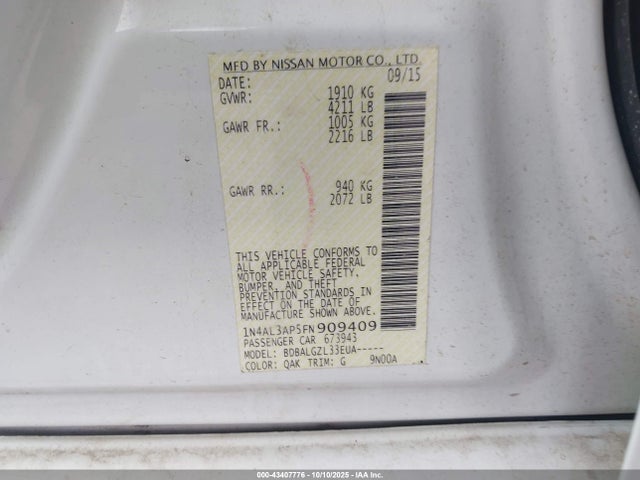 MFD BY NISSAN MOTOR CO., LTD
DATE: 09/15
GVWR: 1910 KG
4211 LB
GAWR FR.: 1005 KG
2216 LB
GAWR RR.: 940 KG
2072 LB
THIS VEHICLE CONFORMS TO
ALL APPLICABLE FEDERAL
MOTOR VEHICLE SAFETY,
BUMPER, AND THEFT
PREVENTION STANDARDS IN
EFFECT ON THE DATE OF
MANUFACTURE SHOWN ABOVE.
1N4AL3AP5FN909409
PASSENGER CAR 673943
MODEL: BDBALGZL33EUA-----
COLOR: QAK TRIM: G 9N00A
000-43407776 - 10/10/2025 - IAAI.COM